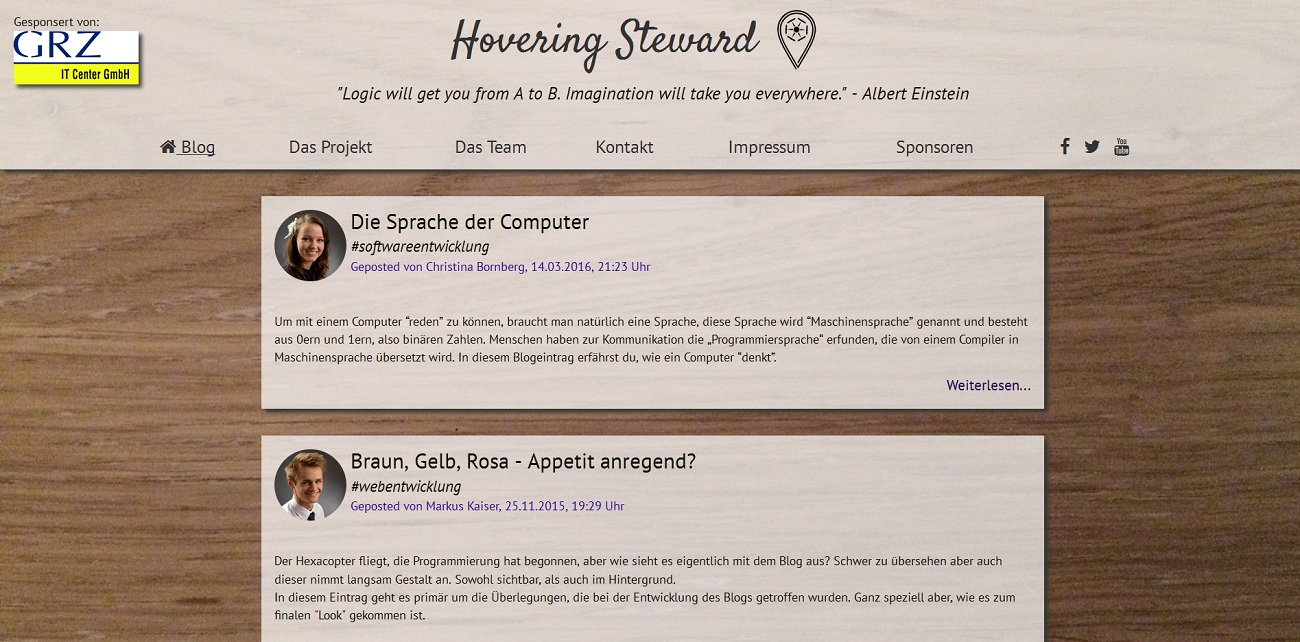 Gesponsert von:
GRZ
IT Center GmbH
Hovering Steward
"Logic will get you from A to B. Imagination will take you everywhere." - Albert Einstein
Blog Das Projekt Das Team Kontakt Impressum Sponsoren You Tube
Die Sprache der Computer
#softwareentwicklung
Geposted von Christina Bornberg, 14.03.2016, 21:23 Uhr
Um mit einem Computer “reden” zu können, braucht man natürlich eine Sprache, diese Sprache wird “Maschinensprache” genannt und besteht
aus 0ern und 1ern, also binären Zahlen. Menschen haben zur Kommunikation die „Programmiersprache“ erfunden, die von einem Compiler in
Maschinensprache übersetzt wird. In diesem Blogeintrag erfährst du, wie ein Computer “denkt”.
Weiterlesen...
Braun, Gelb, Rosa - Appetit anregend?
#webentwicklung
Geposted von Markus Kaiser, 25.11.2015, 19:29 Uhr
Der Hexacopter fliegt, die Programmierung hat begonnen, aber wie sieht es eigentlich mit dem Blog aus? Schwer zu übersehen aber auch
dieser nimmt langsam Gestalt an. Sowohl sichtbar, als auch im Hintergrund.
In diesem Eintrag geht es primär um die Überlegungen, die bei der Entwicklung des Blogs getroffen wurden. Ganz speziell aber, wie es zum
finalen "Look" gekommen ist.